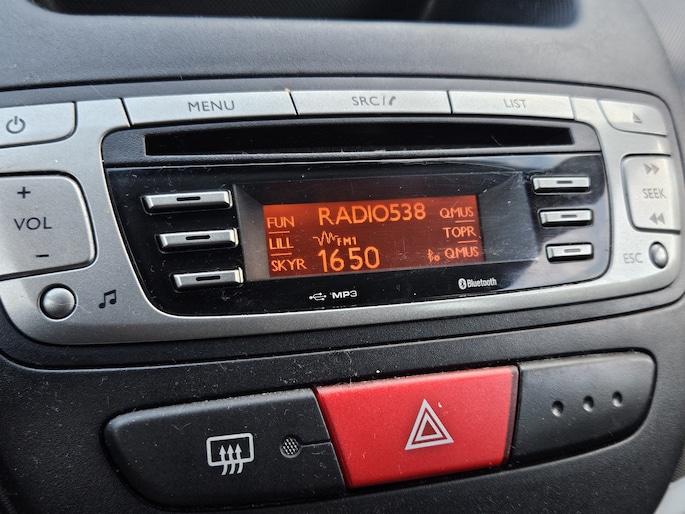 MENU
SRC/
LIST
+
VOL
-
SEEK
ESC
FUN RADIO538 QMUS
LILL FM1 TOPR
SKYR 1650 QMUS
MP3
Bluetooth